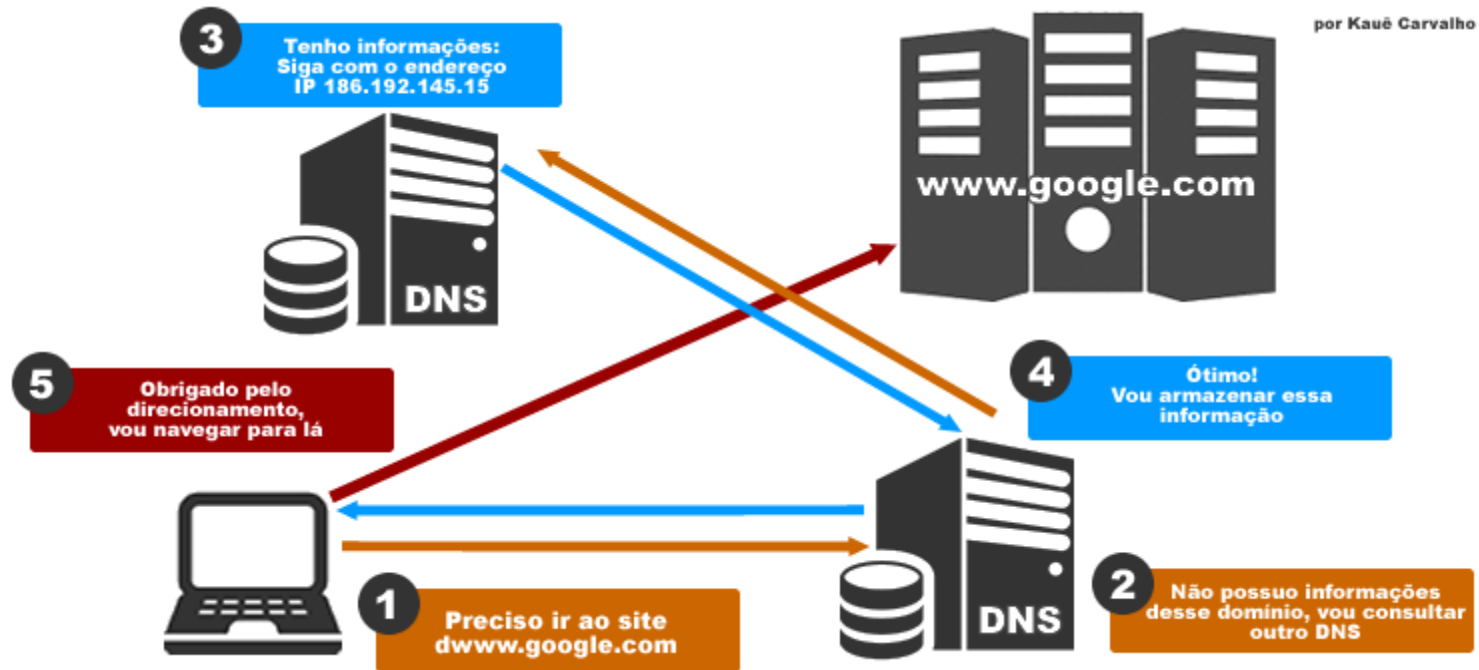 por Kauê Carvalho
3
Tenho informações:
Siga com o endereço
IP 186.192.145.15
www.google.com
DNS
5
Obrigado pelo
direcionamento,
vou navegar para lá
4
Ótimo!
Vou armazenar essa
informação
1
Preciso ir ao site
dwww.google.com
DNS
2
Não possuo informações
desse domínio, vou consultar
outro DNS